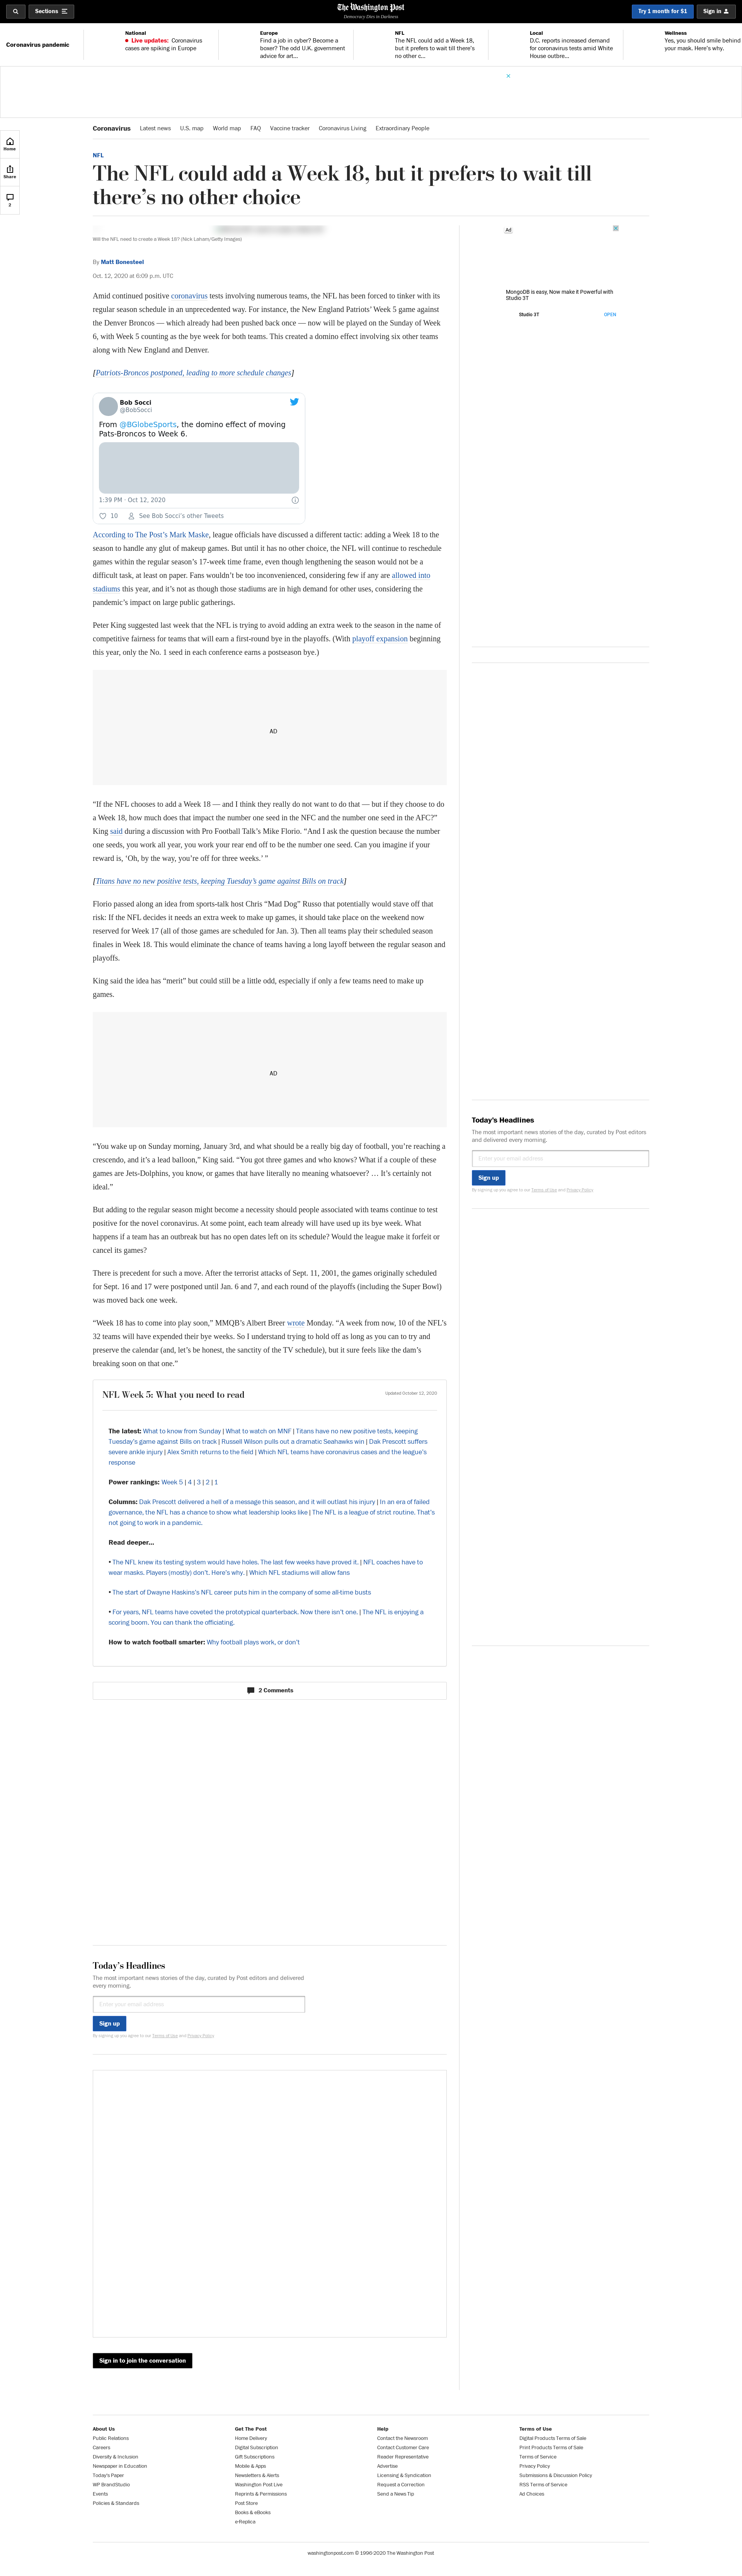 Sections
The Washington Post
Democracy Dies in Darkness
Try 1 month for $1
Sign in
Coronavirus pandemic
National
Live updates: Coronavirus
cases are spiking in Europe
Europe
Find a job in cyber? Become a
boxer? The odd U.K. government
advice for art...
NFL
The NFL could add a Week 18,
but it prefers to wait till there's
no other c...
Local
D.C. reports increased demand
for coronavirus tests amid White
House outbre...
Wellness
Yes, you should smile behind
your mask. Here's why.
Home
Share
2
Coronavirus
Latest news
U.S. map
World map
FAQ
Vaccine tracker
Coronavirus Living
Extraordinary People
NFL
The NFL could add a Week 18, but it prefers to wait till
there's no other choice
Will the NFL need to create a Week 18? (Nick Laham/Getty Images)
By Matt Bonesteel
Oct. 12, 2020 at 6:09 p.m. UTC
Amid continued positive coronavirus tests involving numerous teams, the NFL has been forced to tinker with its
regular season schedule in an unprecedented way. For instance, the New England Patriots' Week 5 game against
the Denver Broncos — which already had been pushed back once — now will be played on the Sunday of Week
6, with Week 5 counting as the bye week for both teams. This created a domino effect involving six other teams
along with New England and Denver.
[Patriots-Broncos postponed, leading to more schedule changes]
Bob Socci
@BobSocci
From @BGlobeSports, the domino effect of moving
Pats-Broncos to Week 6.
1:39 PM · Oct 12, 2020
10
See Bob Socci's other Tweets
According to The Post's Mark Maske, league officials have discussed a different tactic: adding a Week 18 to the
season to handle any glut of makeup games. But until it has no other choice, the NFL will continue to reschedule
games within the regular season's 17-week time frame, even though lengthening the season would not be a
difficult task, at least on paper. Fans wouldn't be too inconvenienced, considering few if any are allowed into
stadiums this year, and it's not as though those stadiums are in high demand for other uses, considering the
pandemic's impact on large public gatherings.
Peter King suggested last week that the NFL is trying to avoid adding an extra week to the season in the name of
competitive fairness for teams that will earn a first-round bye in the playoffs. (With playoff expansion beginning
this year, only the No. 1 seed in each conference earns a postseason bye.)
AD
"If the NFL chooses to add a Week 18 — and I think they really do not want to do that — but if they choose to do
a Week 18, how much does that impact the number one seed in the NFC and the number one seed in the AFC?"
King said during a discussion with Pro Football Talk's Mike Florio. "And I ask the question because the number
one seeds, you work all year, you work your rear end off to be the number one seed. Can you imagine if your
reward is, 'Oh, by the way, you're off for three weeks.' "
[Titans have no new positive tests, keeping Tuesday's game against Bills on track]
Florio passed along an idea from sports-talk host Chris "Mad Dog" Russo that potentially would stave off that
risk: If the NFL decides it needs an extra week to make up games, it should take place on the weekend now
reserved for Week 17 (all of those games are scheduled for Jan. 3). Then all teams play their scheduled season
finales in Week 18. This would eliminate the chance of teams having a long layoff between the regular season and
playoffs.
King said the idea has "merit" but could still be a little odd, especially if only a few teams need to make up
games.
AD
"You wake up on Sunday morning, January 3rd, and what should be a really big day of football, you're reaching a
crescendo, and it's a lead balloon," King said. "You got three games and who knows? What if a couple of these
games are Jets-Dolphins, you know, or games that have literally no meaning whatsoever? … It's certainly not
ideal."
But adding to the regular season might become a necessity should people associated with teams continue to test
positive for the novel coronavirus. At some point, each team already will have used up its bye week. What
happens if a team has an outbreak but has no open dates left on its schedule? Would the league make it forfeit or
cancel its games?
There is precedent for such a move. After the terrorist attacks of Sept. 11, 2001, the games originally scheduled
for Sept. 16 and 17 were postponed until Jan. 6 and 7, and each round of the playoffs (including the Super Bowl)
was moved back one week.
"Week 18 has to come into play soon," MMQB's Albert Breer wrote Monday. "A week from now, 10 of the NFL's
32 teams will have expended their bye weeks. So I understand trying to hold off as long as you can to try and
preserve the calendar (and, let's be honest, the sanctity of the TV schedule), but it sure feels like the dam's
breaking soon on that one."
NFL Week 5: What you need to read
Updated October 12, 2020
The latest: What to know from Sunday | What to watch on MNF | Titans have no new positive tests, keeping
Tuesday's game against Bills on track | Russell Wilson pulls out a dramatic Seahawks win | Dak Prescott suffers
severe ankle injury | Alex Smith returns to the field | Which NFL teams have coronavirus cases and the league's
response
Power rankings: Week 5 | 4 | 3 | 2 | 1
Columns: Dak Prescott delivered a hell of a message this season, and it will outlast his injury | In an era of failed
governance, the NFL has a chance to show what leadership looks like | The NFL is a league of strict routine. That's
not going to work in a pandemic.
Read deeper...
• The NFL knew its testing system would have holes. The last few weeks have proved it. | NFL coaches have to
wear masks. Players (mostly) don't. Here's why. | Which NFL stadiums will allow fans
• The start of Dwayne Haskins's NFL career puts him in the company of some all-time busts
• For years, NFL teams have coveted the prototypical quarterback. Now there isn't one. | The NFL is enjoying a
scoring boom. You can thank the officiating.
How to watch football smarter: Why football plays work, or don't
2 Comments
Today's Headlines
The most important news stories of the day, curated by Post editors and delivered
every morning.
Enter your email address
Sign up
By signing up you agree to our Terms of Use and Privacy Policy
Sign in to join the conversation
Ad
MongoDB is easy, Now make it Powerful with
Studio 3T
Studio 3T
OPEN
Today's Headlines
The most important news stories of the day, curated by Post editors
and delivered every morning.
Enter your email address
Sign up
By signing up you agree to our Terms of Use and Privacy Policy
About Us
Public Relations
Careers
Diversity & Inclusion
Newspaper in Education
Today's Paper
WP BrandStudio
Events
Policies & Standards
Get The Post
Home Delivery
Digital Subscription
Gift Subscriptions
Mobile & Apps
Newsletters & Alerts
Washington Post Live
Reprints & Permissions
Post Store
Books & eBooks
e-Replica
Help
Contact the Newsroom
Contact Customer Care
Reader Representative
Advertise
Licensing & Syndication
Request a Correction
Send a News Tip
Terms of Use
Digital Products Terms of Sale
Print Products Terms of Sale
Terms of Service
Privacy Policy
Submissions & Discussion Policy
RSS Terms of Service
Ad Choices
washingtonpost.com © 1996-2020 The Washington Post